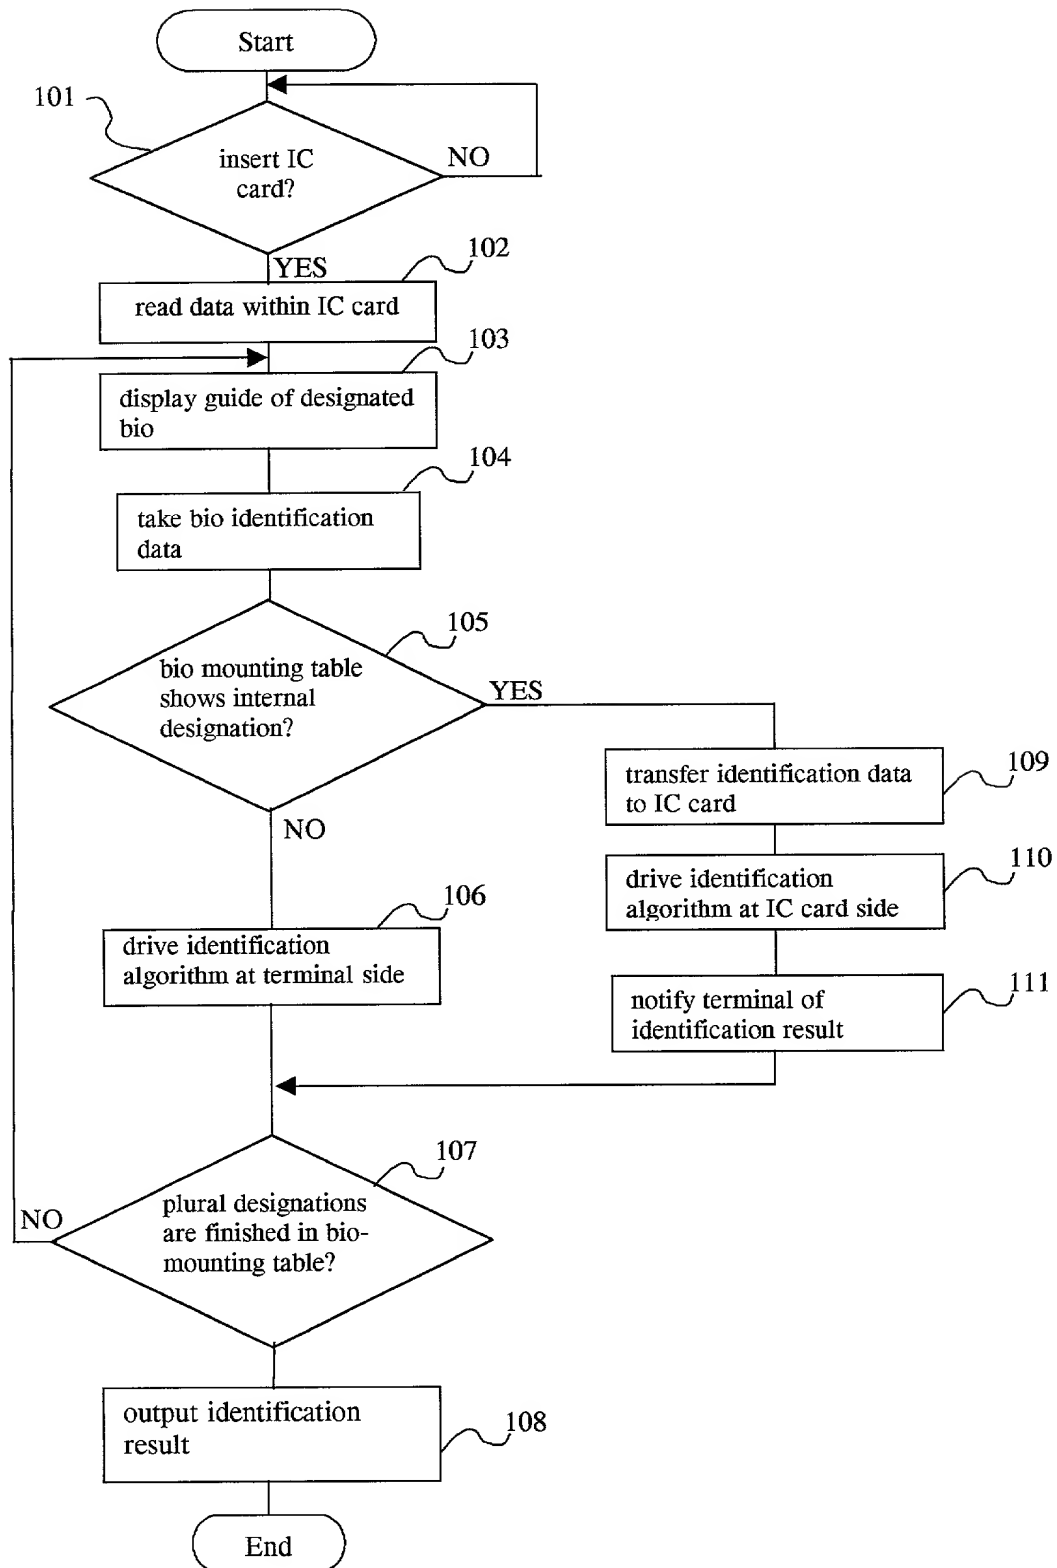 Start
101
insert IC
card?
NO
YES
102
read data within IC card
103
display guide of designated
bio
104
take bio identification
data
105
bio mounting table
shows internal
designation?
YES
NO
109
transfer identification data
to IC card
110
drive identification
algorithm at IC card side
106
drive identification
algorithm at terminal side
111
notify terminal of
identification result
107
plural designations
are finished in bio-
mounting table?
NO
output identification
result
108
End